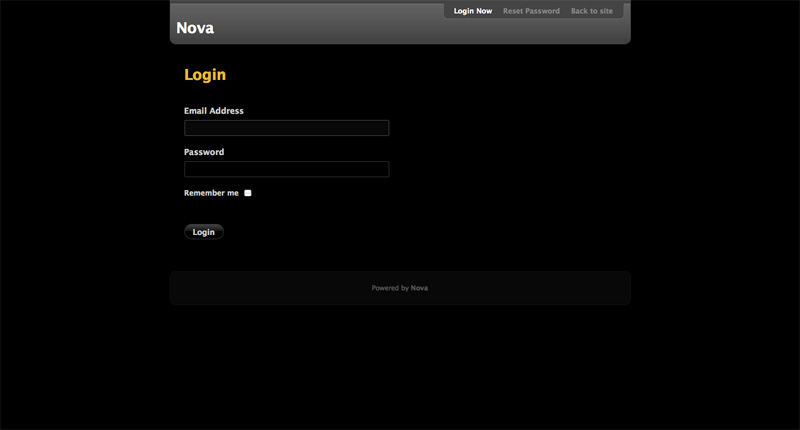 Login Now Reset Password Back to site
Nova
Login
Email Address
Password
Remember me
Login
Powered by Nova